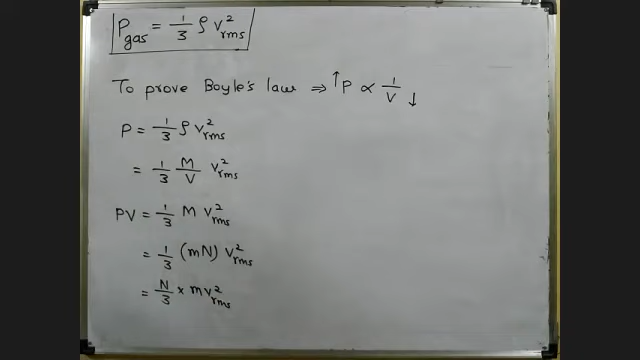 P gas = 1/3 ρ v²rms
To prove Boyle's law ⇒ ↑P ∝ 1/V ↓
P = 1/3 ρ v²rms
= 1/3 M/V v²rms
PV = 1/3 M v²rms
= 1/3 (mN) v²rms
= N/3 × mv²rms